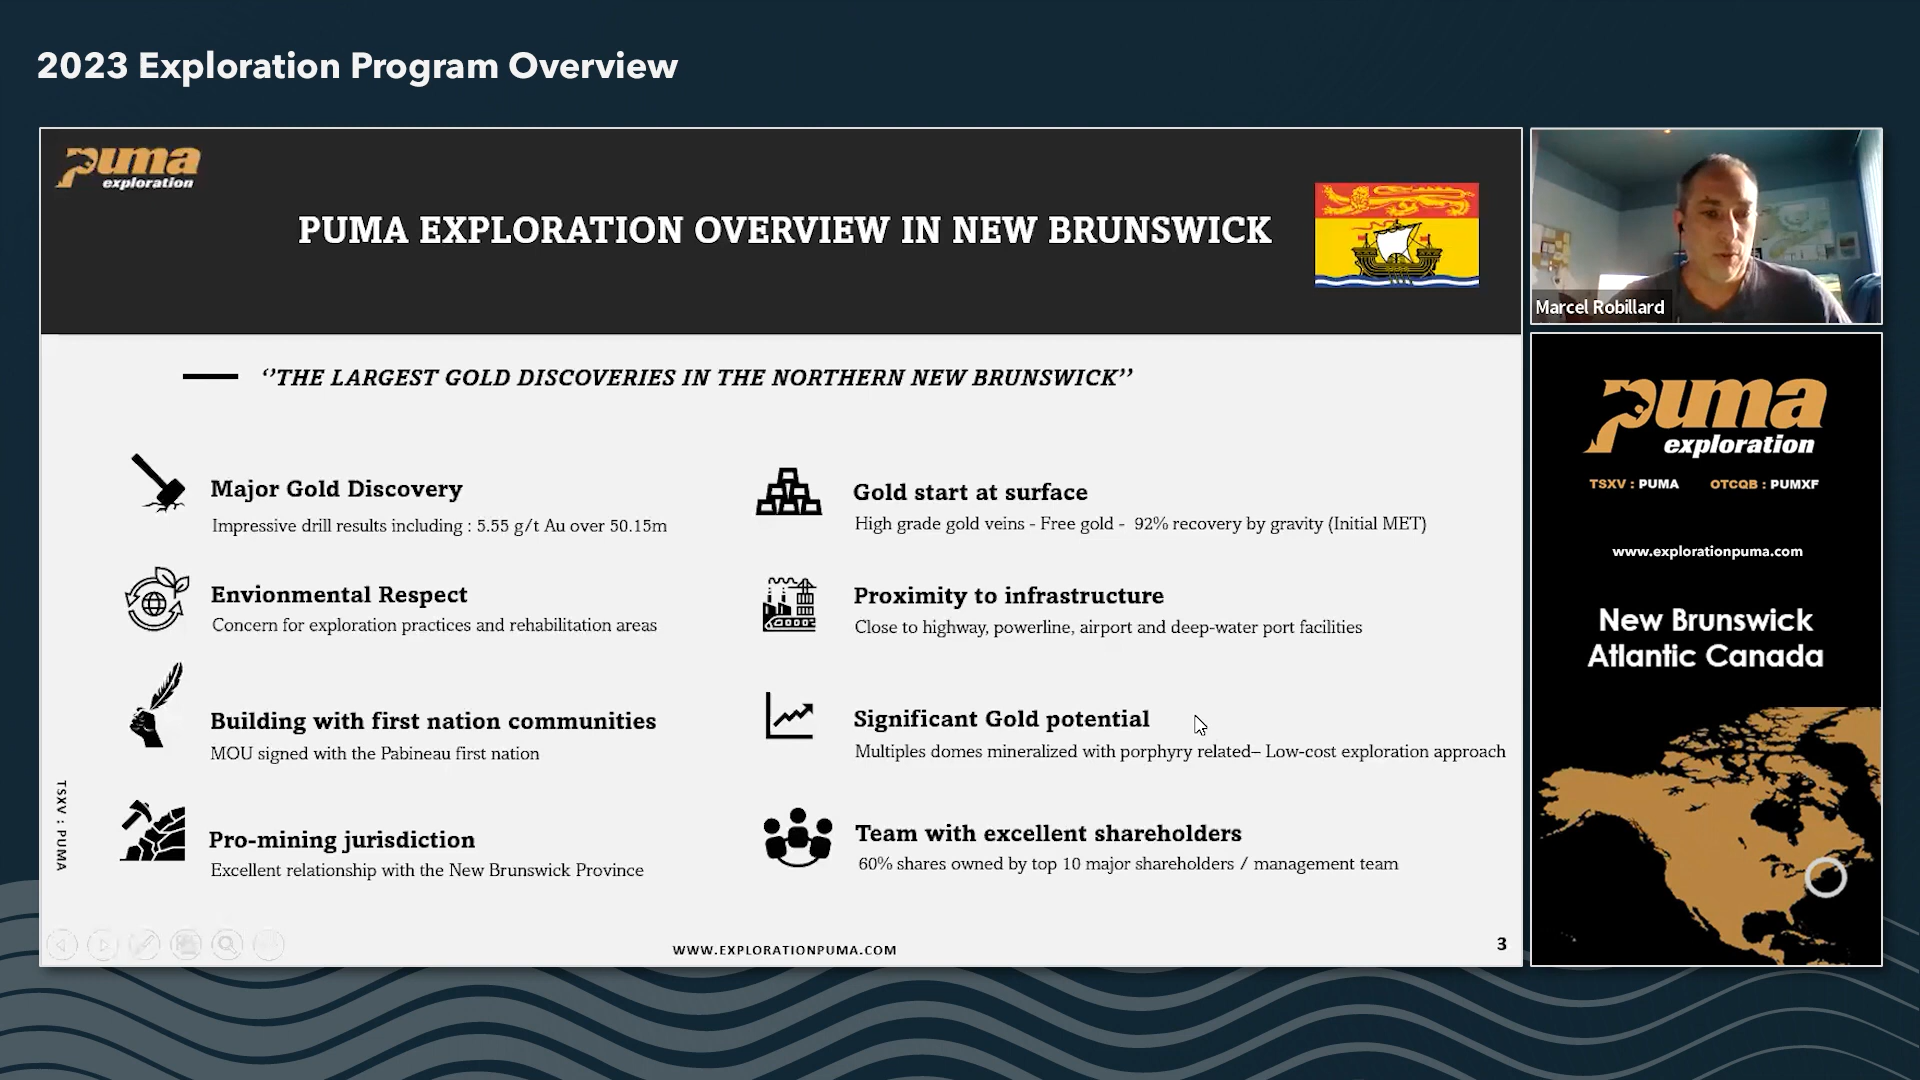 2023 Exploration Program Overview
puma
exploration
PUMA EXPLORATION OVERVIEW IN NEW BRUNSWICK
‘’THE LARGEST GOLD DISCOVERIES IN THE NORTHERN NEW BRUNSWICK’’
Major Gold Discovery
Impressive drill results including : 5.55 g/t Au over 50.15m
Envionmental Respect
Concern for exploration practices and rehabilitation areas
Building with first nation communities
MOU signed with the Pabineau first nation
Pro-mining jurisdiction
Excellent relationship with the New Brunswick Province
Gold start at surface
High grade gold veins - Free gold - 92% recovery by gravity (Initial MET)
Proximity to infrastructure
Close to highway, powerline, airport and deep-water port facilities
Significant Gold potential
Multiples domes mineralized with porphyry related– Low-cost exploration approach
Team with excellent shareholders
60% shares owned by top 10 major shareholders / management team
TSXV : PUMA
WWW.EXPLORATIONPUMA.COM
3
Marcel Robillard
puma
exploration
TSXV : PUMA OTCQB : PUMXF
www.explorationpuma.com
New Brunswick
Atlantic Canada